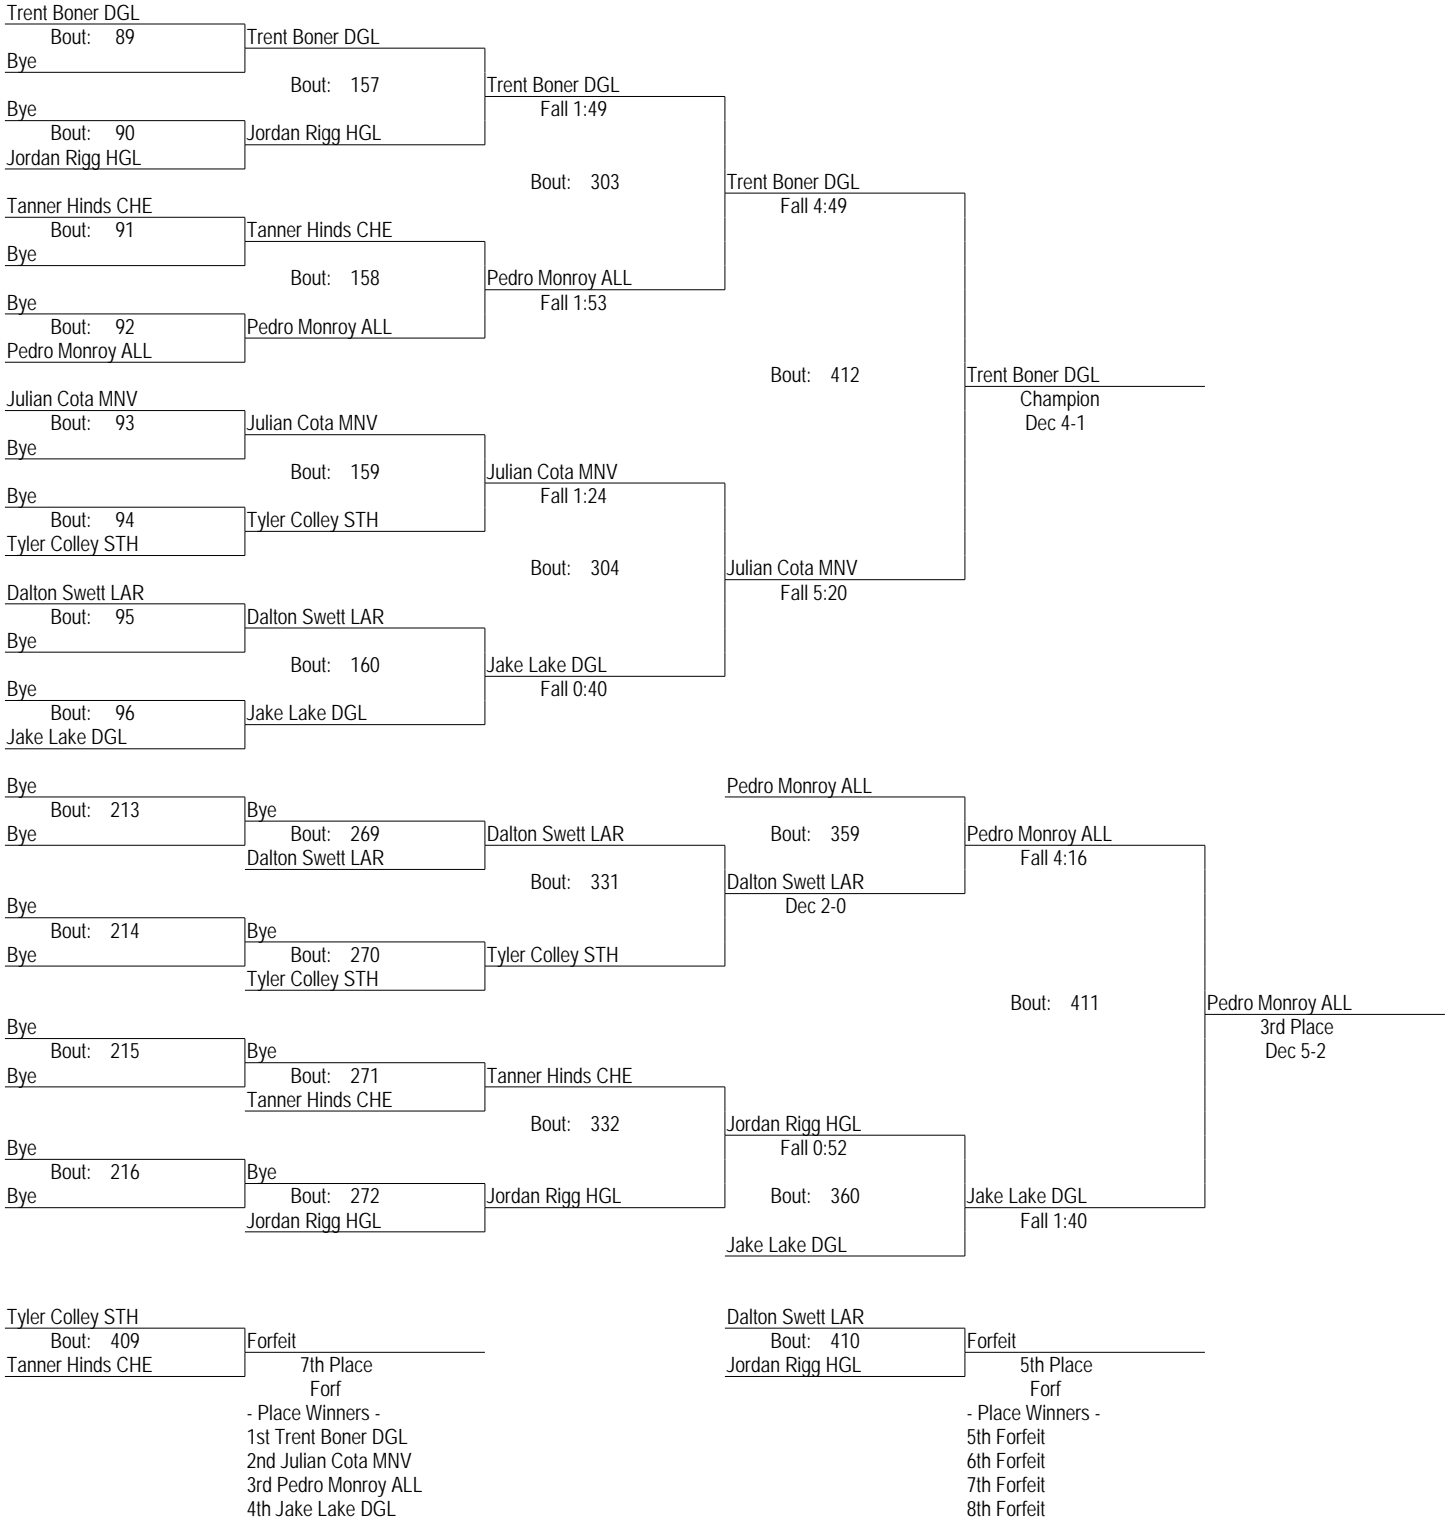 Trent Boner DGL
Bout: 89
Trent Boner DGL
Bye
Bout: 157
Trent Boner DGL
Bye
Fall 1:49
Bout: 90
Jordan Rigg HGL
Jordan Rigg HGL
Bout: 303
Trent Boner DGL
Tanner Hinds CHE
Fall 4:49
Bout: 91
Tanner Hinds CHE
Bye
Bout: 158
Pedro Monroy ALL
Bye
Fall 1:53
Bout: 92
Pedro Monroy ALL
Pedro Monroy ALL
Bout: 412
Trent Boner DGL
Julian Cota MNV
Champion
Bout: 93
Julian Cota MNV
Dec 4-1
Bye
Bout: 159
Julian Cota MNV
Bye
Fall 1:24
Bout: 94
Tyler Colley STH
Tyler Colley STH
Bout: 304
Julian Cota MNV
Dalton Swett LAR
Fall 5:20
Bout: 95
Dalton Swett LAR
Bye
Bout: 160
Jake Lake DGL
Bye
Fall 0:40
Bout: 96
Jake Lake DGL
Jake Lake DGL
Bye
Pedro Monroy ALL
Bout: 213
Bye
Bye
Bout: 269
Dalton Swett LAR
Bout: 359
Pedro Monroy ALL
Dalton Swett LAR
Fall 4:16
Bout: 331
Dalton Swett LAR
Bye
Dec 2-0
Bout: 214
Bye
Bye
Bout: 270
Tyler Colley STH
Tyler Colley STH
Bout: 411
Pedro Monroy ALL
Bye
3rd Place
Bout: 215
Bye
Dec 5-2
Bye
Bout: 271
Tanner Hinds CHE
Tanner Hinds CHE
Bout: 332
Jordan Rigg HGL
Bye
Fall 0:52
Bout: 216
Bye
Bye
Bout: 272
Jordan Rigg HGL
Bout: 360
Jake Lake DGL
Jordan Rigg HGL
Fall 1:40
Jake Lake DGL
Tyler Colley STH
Bout: 409
Forfeit
Tanner Hinds CHE
7th Place
Forf
- Place Winners -
1st Trent Boner DGL
2nd Julian Cota MNV
3rd Pedro Monroy ALL
4th Jake Lake DGL
Dalton Swett LAR
Bout: 410
Forfeit
Jordan Rigg HGL
5th Place
Forf
- Place Winners -
5th Forfeit
6th Forfeit
7th Forfeit
8th Forfeit